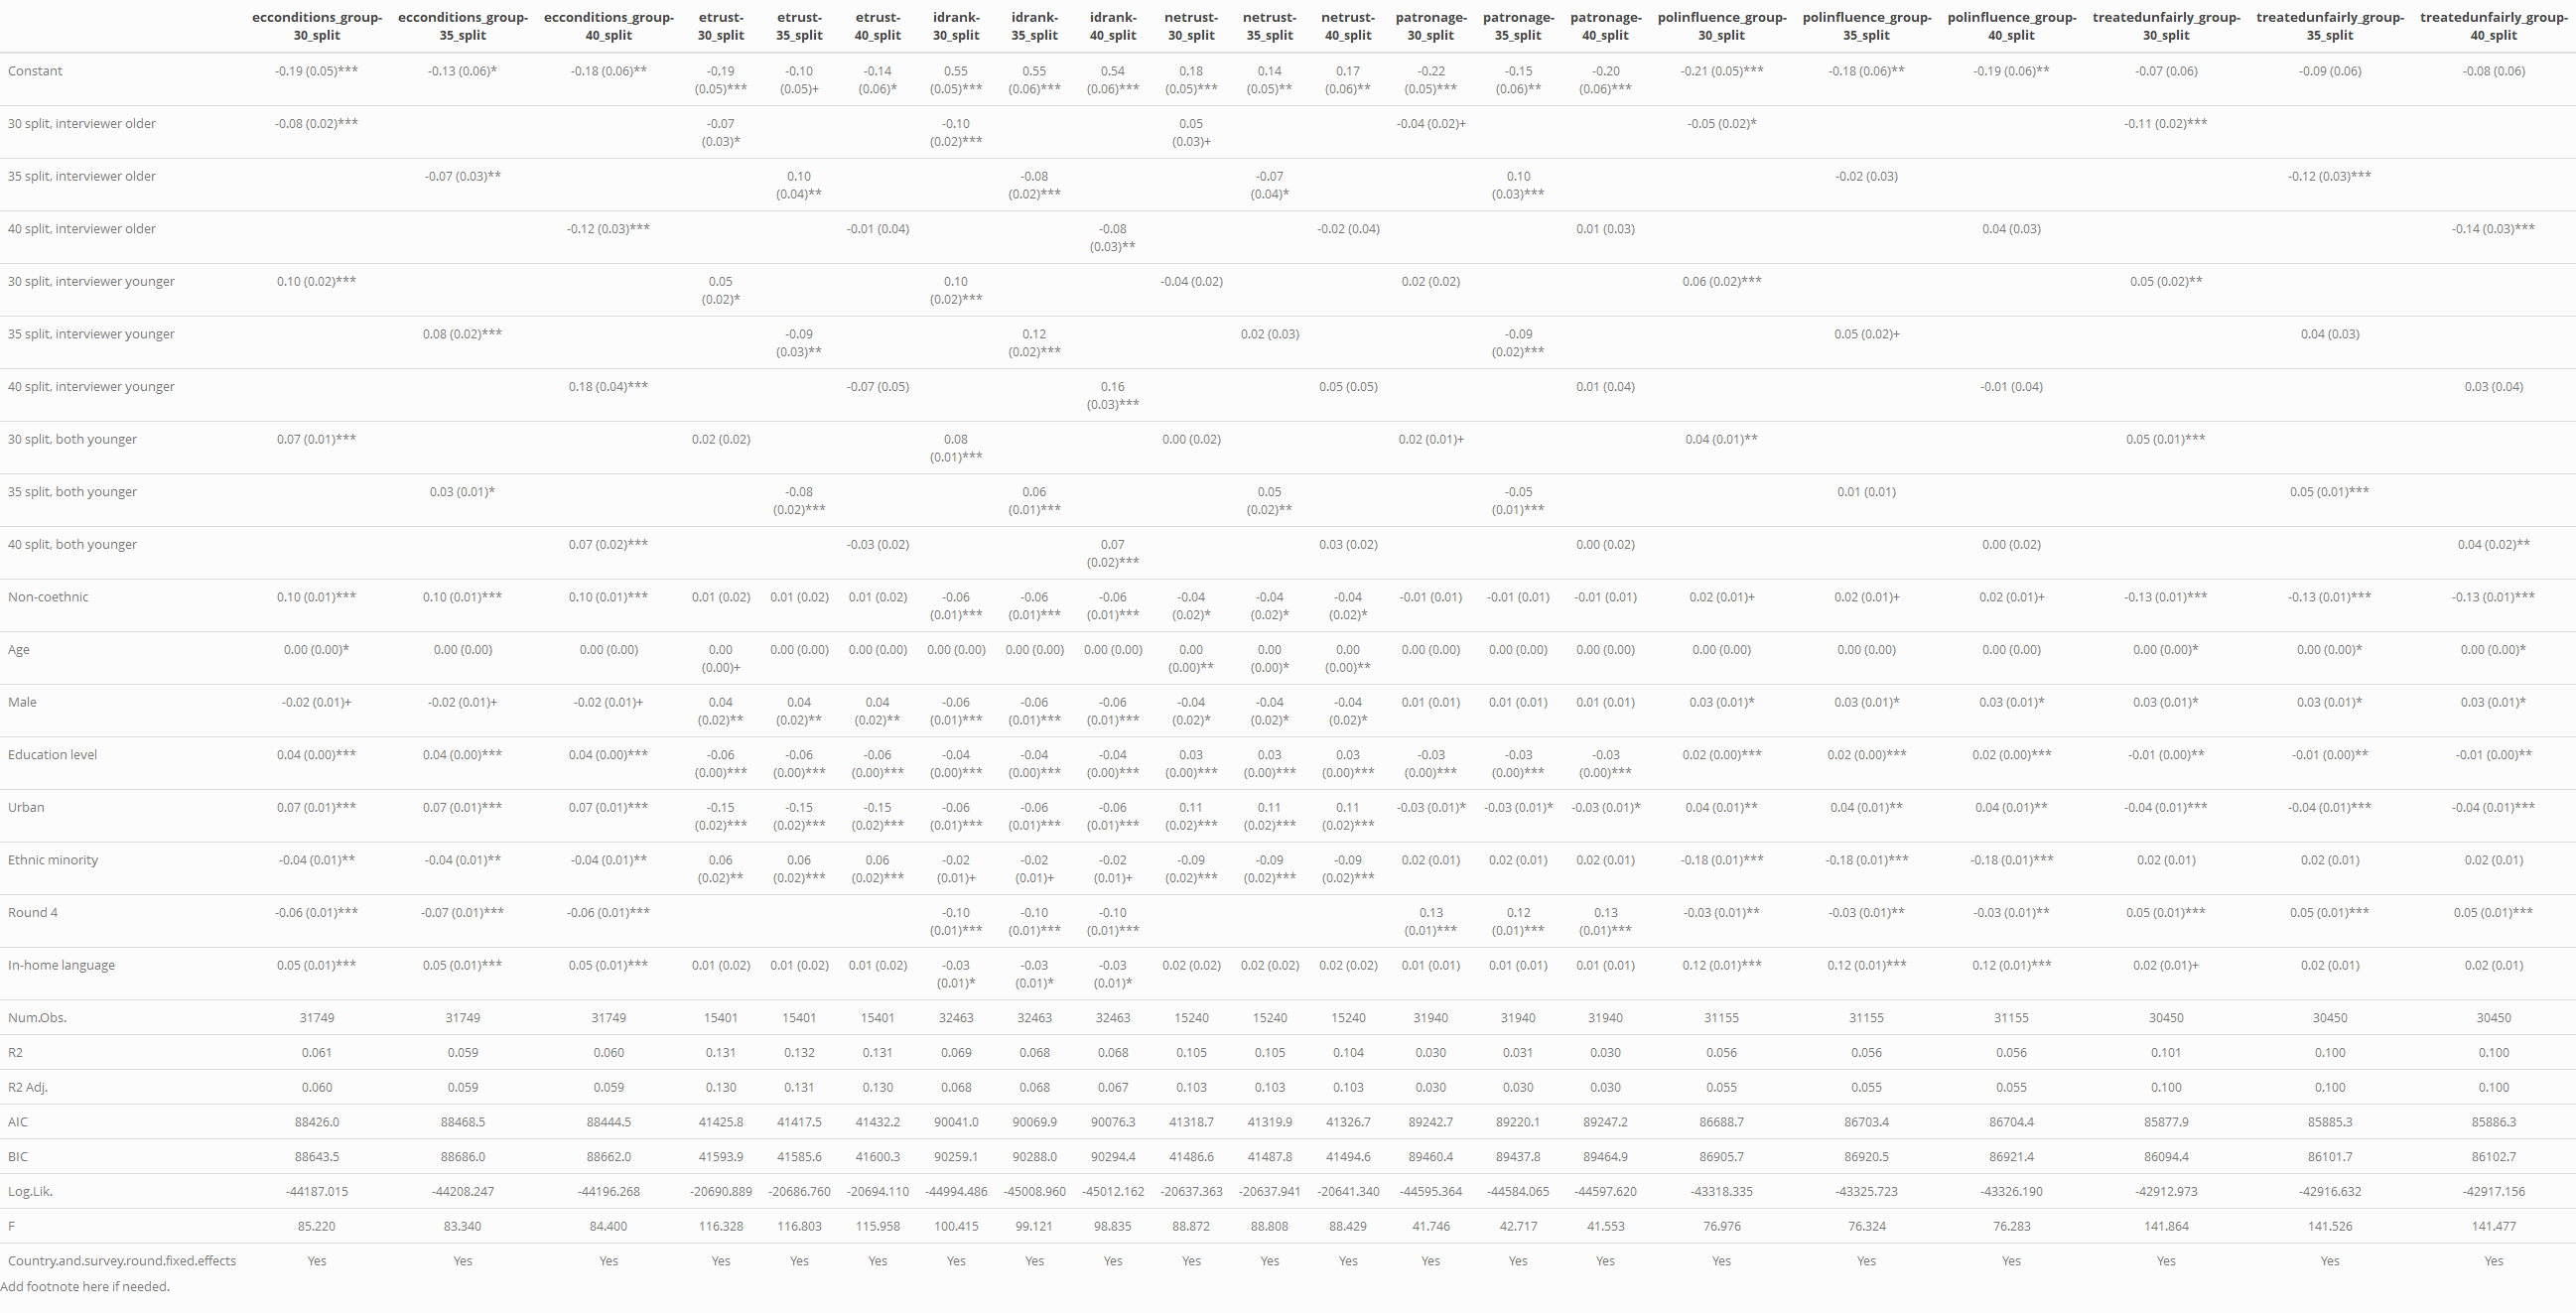 ecconditions_group- ecconditions_group- ecconditions_group- etrust- etrust- etrust- idrank- idrank- idrank- netrust- netrust- netrust- patronage- patronage- patronage- polinfluence_group- polinfluence_group- polinfluence_group- treatedunfairly_group- treatedunfairly_group- treatedunfairly_group-
30_split 35_split 40_split 30_split 35_split 40_split 30_split 35_split 40_split 30_split 35_split 40_split 30_split 35_split 40_split 30_split 35_split 40_split 30_split 35_split 40_split
Constant -0.19 (0.05)*** -0.13 (0.06)* -0.18 (0.06)** -0.19 -0.10 -0.14 0.55 0.55 0.54 0.18 0.14 0.17 -0.22 -0.15 -0.20 -0.21 (0.05)*** -0.18 (0.06)** -0.19 (0.06)** -0.07 (0.06) -0.09 (0.06) -0.08 (0.06)
(0.05)*** (0.05)+ (0.06)* (0.05)*** (0.06)*** (0.06)*** (0.05)*** (0.05)** (0.06)** (0.05)*** (0.06)** (0.06)***
30 split, interviewer older -0.08 (0.02)*** -0.07 -0.10 0.05 -0.04 (0.02)+ -0.05 (0.02)* -0.11 (0.02)***
(0.03)* (0.02)*** (0.03)+
35 split, interviewer older -0.07 (0.03)** 0.10 -0.08 -0.07 0.10 -0.02 (0.03) -0.12 (0.03)***
(0.04)** (0.02)*** (0.04)* (0.03)***
40 split, interviewer older -0.12 (0.03)*** -0.01 (0.04) -0.08 -0.02 (0.04) 0.01 (0.03) 0.04 (0.03) -0.14 (0.03)***
(0.03)**
30 split, interviewer younger 0.10 (0.02)*** 0.05 0.10 -0.04 (0.02) 0.02 (0.02) 0.06 (0.02)*** 0.05 (0.02)**
(0.02)* (0.02)***
35 split, interviewer younger 0.08 (0.02)*** -0.09 0.12 0.02 (0.03) -0.09 0.05 (0.02)+ 0.04 (0.03)
(0.03)** (0.02)*** (0.02)***
40 split, interviewer younger 0.18 (0.04)*** -0.07 (0.05) 0.16 0.05 (0.05) 0.01 (0.04) -0.01 (0.04) 0.03 (0.04)
(0.03)***
30 split, both younger 0.07 (0.01)*** 0.02 (0.02) 0.08 0.00 (0.02) 0.02 (0.01)+ 0.04 (0.01)** 0.05 (0.01)***
(0.01)***
35 split, both younger 0.03 (0.01)* -0.08 0.06 0.05 -0.05 0.01 (0.01) 0.05 (0.01)***
(0.02)*** (0.01)*** (0.02)** (0.01)***
40 split, both younger 0.07 (0.02)*** -0.03 (0.02) 0.07 0.03 (0.02) 0.00 (0.02) 0.00 (0.02) 0.04 (0.02)**
(0.02)***
Non-coethnic 0.10 (0.01)*** 0.10 (0.01)*** 0.10 (0.01)*** 0.01 (0.02) 0.01 (0.02) 0.01 (0.02) -0.06 -0.06 -0.06 -0.04 -0.04 -0.04 -0.01 (0.01) -0.01 (0.01) -0.01 (0.01) 0.02 (0.01)+ 0.02 (0.01)+ 0.02 (0.01)+ -0.13 (0.01)*** -0.13 (0.01)*** -0.13 (0.01)***
(0.01)*** (0.01)*** (0.01)*** (0.02)* (0.02)* (0.02)*
Age 0.00 (0.00)* 0.00 (0.00) 0.00 (0.00) 0.00 0.00 (0.00) 0.00 (0.00) 0.00 (0.00) 0.00 (0.00) 0.00 (0.00) 0.00 0.00 0.00 0.00 (0.00) 0.00 (0.00) 0.00 (0.00) 0.00 (0.00) 0.00 (0.00) 0.00 (0.00) 0.00 (0.00)* 0.00 (0.00)* 0.00 (0.00)*
(0.00)+ (0.00)** (0.00)* (0.00)**
Male -0.02 (0.01)+ -0.02 (0.01)+ -0.02 (0.01)+ 0.04 0.04 0.04 -0.06 -0.06 -0.06 -0.04 -0.04 -0.04 0.01 (0.01) 0.01 (0.01) 0.01 (0.01) 0.03 (0.01)* 0.03 (0.01)* 0.03 (0.01)* 0.03 (0.01)* 0.03 (0.01)* 0.03 (0.01)*
(0.02)** (0.02)** (0.02)** (0.01)*** (0.01)*** (0.01)*** (0.02)* (0.02)* (0.02)*
Education level 0.04 (0.00)*** 0.04 (0.00)*** 0.04 (0.00)*** -0.06 -0.06 -0.06 -0.04 -0.04 -0.04 0.03 0.03 0.03 -0.03 -0.03 -0.03 0.02 (0.00)*** 0.02 (0.00)*** 0.02 (0.00)*** -0.01 (0.00)** -0.01 (0.00)** -0.01 (0.00)**
(0.00)*** (0.00)*** (0.00)*** (0.00)*** (0.00)*** (0.00)*** (0.00)*** (0.00)*** (0.00)*** (0.00)*** (0.00)*** (0.00)***
Urban 0.07 (0.01)*** 0.07 (0.01)*** 0.07 (0.01)*** -0.15 -0.15 -0.15 -0.06 -0.06 -0.06 0.11 0.11 0.11 -0.03 (0.01)* -0.03 (0.01)* -0.03 (0.01)* 0.04 (0.01)** 0.04 (0.01)** 0.04 (0.01)** -0.04 (0.01)*** -0.04 (0.01)*** -0.04 (0.01)***
(0.02)*** (0.02)*** (0.02)*** (0.01)*** (0.01)*** (0.01)*** (0.02)*** (0.02)*** (0.02)***
Ethnic minority -0.04 (0.01)** -0.04 (0.01)** -0.04 (0.01)** 0.06 0.06 0.06 -0.02 -0.02 -0.02 -0.09 -0.09 -0.09 0.02 (0.01) 0.02 (0.01) 0.02 (0.01) -0.18 (0.01)*** -0.18 (0.01)*** -0.18 (0.01)*** 0.02 (0.01) 0.02 (0.01) 0.02 (0.01)
(0.02)** (0.02)*** (0.02)*** (0.01)+ (0.01)+ (0.01)+ (0.02)*** (0.02)*** (0.02)***
Round 4 -0.06 (0.01)*** -0.07 (0.01)*** -0.06 (0.01)*** -0.10 -0.10 -0.10 0.13 0.12 0.13 -0.03 (0.01)** -0.03 (0.01)** -0.03 (0.01)** 0.05 (0.01)*** 0.05 (0.01)*** 0.05 (0.01)***
(0.01)*** (0.01)*** (0.01)*** (0.01)*** (0.01)*** (0.01)***
In-home language 0.05 (0.01)*** 0.05 (0.01)*** 0.05 (0.01)*** 0.01 (0.02) 0.01 (0.02) 0.01 (0.02) -0.03 -0.03 -0.03 0.02 (0.02) 0.02 (0.02) 0.02 (0.02) 0.01 (0.01) 0.01 (0.01) 0.01 (0.01) 0.12 (0.01)*** 0.12 (0.01)*** 0.12 (0.01)*** 0.02 (0.01)+ 0.02 (0.01) 0.02 (0.01)
(0.01)* (0.01)* (0.01)*
Num.Obs. 31749 31749 31749 15401 15401 15401 32463 32463 32463 15240 15240 15240 31940 31940 31940 31155 31155 31155 30450 30450 30450
R2 0.061 0.059 0.060 0.131 0.132 0.131 0.069 0.068 0.068 0.105 0.105 0.104 0.030 0.031 0.030 0.056 0.056 0.056 0.101 0.100 0.100
R2 Adj. 0.060 0.059 0.059 0.130 0.131 0.130 0.068 0.068 0.067 0.103 0.103 0.103 0.030 0.030 0.030 0.055 0.055 0.055 0.100 0.100 0.100
AIC 88426.0 88468.5 88444.5 41425.8 41417.5 41432.2 90041.0 90069.9 90076.3 41318.7 41319.9 41326.7 89242.7 89220.1 89247.2 86688.7 86703.4 86704.4 85877.9 85885.3 85886.3
BIC 88643.5 88686.0 88662.0 41593.9 41585.6 41600.3 90259.1 90288.0 90294.4 41486.6 41487.8 41494.6 89460.4 89437.8 89464.9 86905.7 86920.5 86921.4 86094.4 86101.7 86102.7
Log.Lik. -44187.015 -44208.247 -44196.268 -20690.889 -20686.760 -20694.110 -44994.486 -45008.960 -45012.162 -20637.363 -20637.941 -20641.340 -44595.364 -44584.065 -44597.620 -43318.335 -43325.723 -43326.190 -42912.973 -42916.632 -42917.156
F 85.220 83.340 84.400 116.328 116.803 115.958 100.415 99.121 98.835 88.872 88.808 88.429 41.746 42.717 41.553 76.976 76.324 76.283 141.864 141.526 141.477
Country.and.survey.round.fixed.effects Yes Yes Yes Yes Yes Yes Yes Yes Yes Yes Yes Yes Yes Yes Yes Yes Yes Yes Yes Yes Yes
Add footnote here if needed.